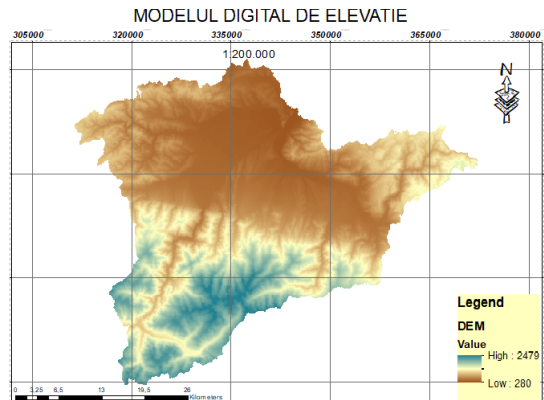 MODELUL DIGITAL DE ELEVATIE
305000 320000 335000 350000 365000 380000
1:200.000
N
Legend
DEM
Value
High : 2479
Low : 280
0 3,25 6,5 13 19,5 26
Kilometers